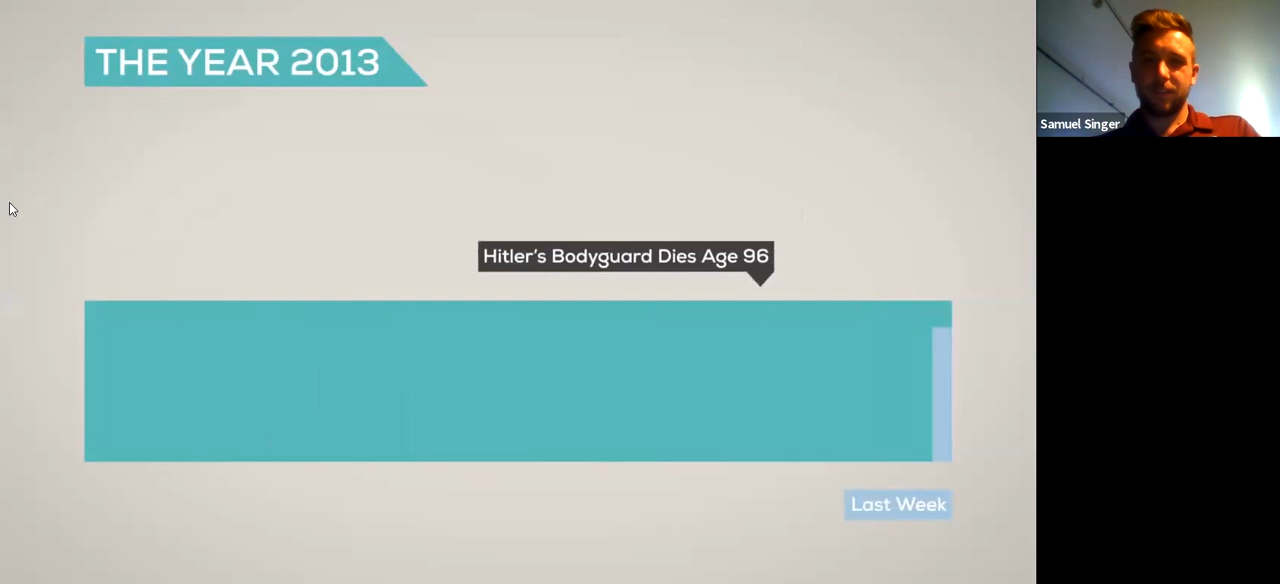 THE YEAR 2013
Samuel Singer
Hitler's Bodyguard Dies Age 96
Last Week